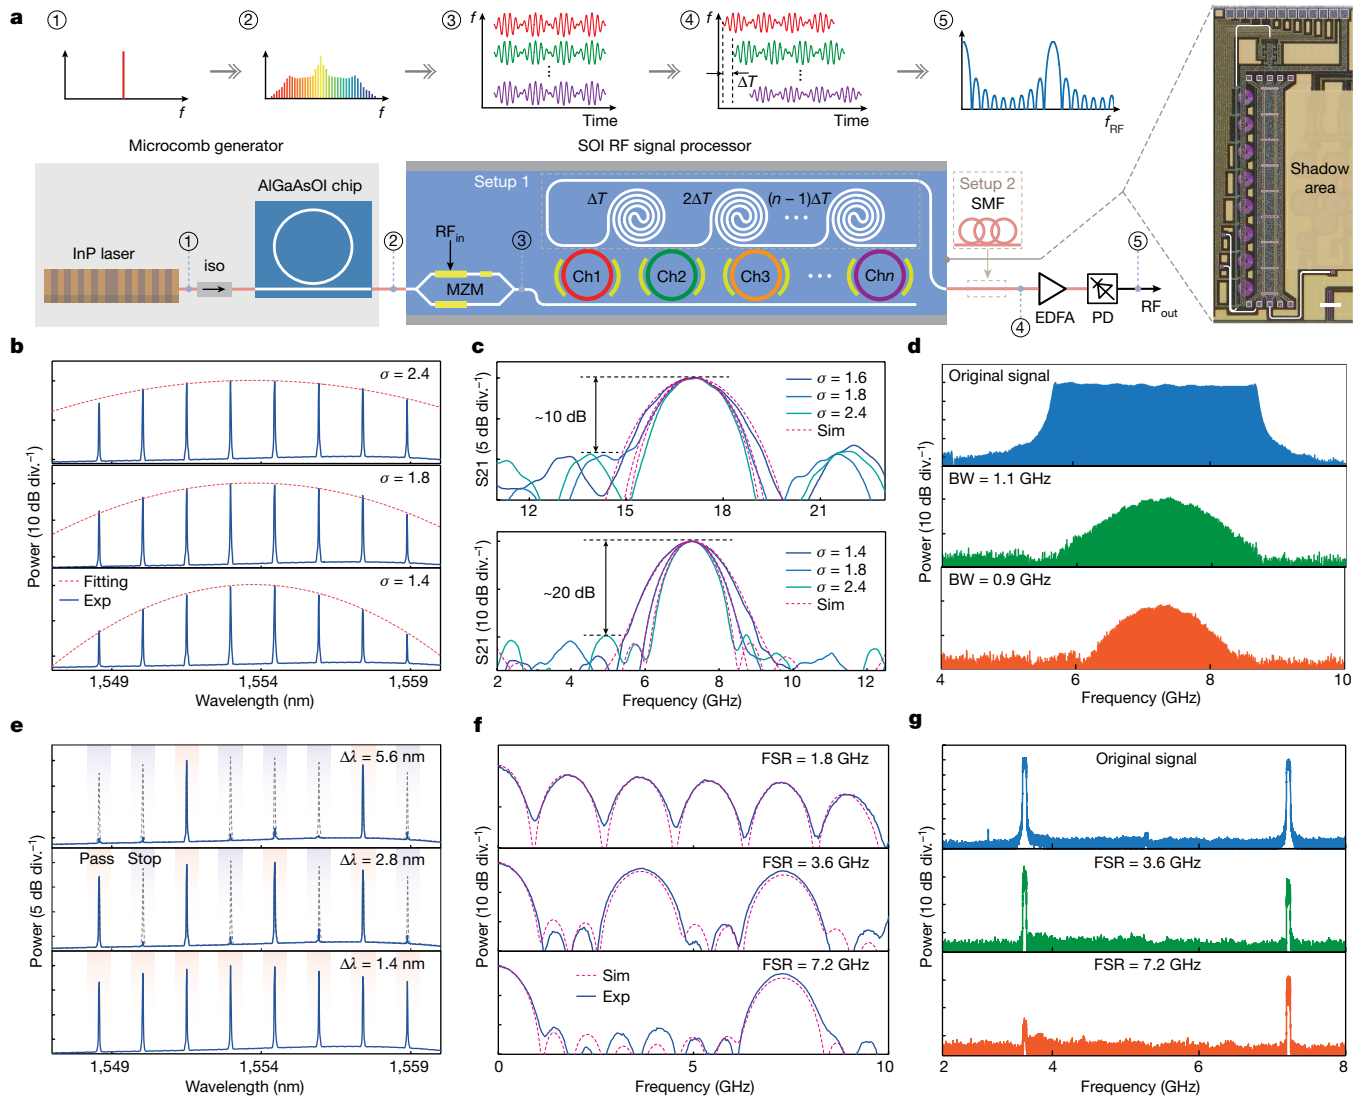 a
1
2
3
4
5
f
f
f
Time
f
ΔT
Time
fRF
Microcomb generator
SOI RF signal processor
AlGaAsOI chip
InP laser
1
iso
2
Setup 1
RFin
MZM
3
ΔT
2ΔT
(n − 1)ΔT
Ch1
Ch2
Ch3
Chn
Setup 2
SMF
4
EDFA
PD
5
RFout
Shadow
area
b
σ = 2.4
σ = 1.8
σ = 1.4
Fitting
Exp
Power (10 dB div.⁻¹)
1,549
1,554
1,559
Wavelength (nm)
c
~10 dB
σ = 1.6
σ = 1.8
σ = 2.4
Sim
S21 (5 dB div.⁻¹)
12
15
18
21
~20 dB
σ = 1.4
σ = 1.8
σ = 2.4
Sim
S21 (10 dB div.⁻¹)
2
4
6
8
10
12
Frequency (GHz)
d
Original signal
BW = 1.1 GHz
BW = 0.9 GHz
Power (10 dB div.⁻¹)
4
6
8
10
Frequency (GHz)
e
Δλ = 5.6 nm
Pass
Stop
Δλ = 2.8 nm
Δλ = 1.4 nm
Power (5 dB div.⁻¹)
1,549
1,554
1,559
Wavelength (nm)
f
FSR = 1.8 GHz
FSR = 3.6 GHz
FSR = 7.2 GHz
Sim
Exp
Power (10 dB div.⁻¹)
0
5
10
Frequency (GHz)
g
Original signal
FSR = 3.6 GHz
FSR = 7.2 GHz
Power (10 dB div.⁻¹)
2
4
6
8
Frequency (GHz)